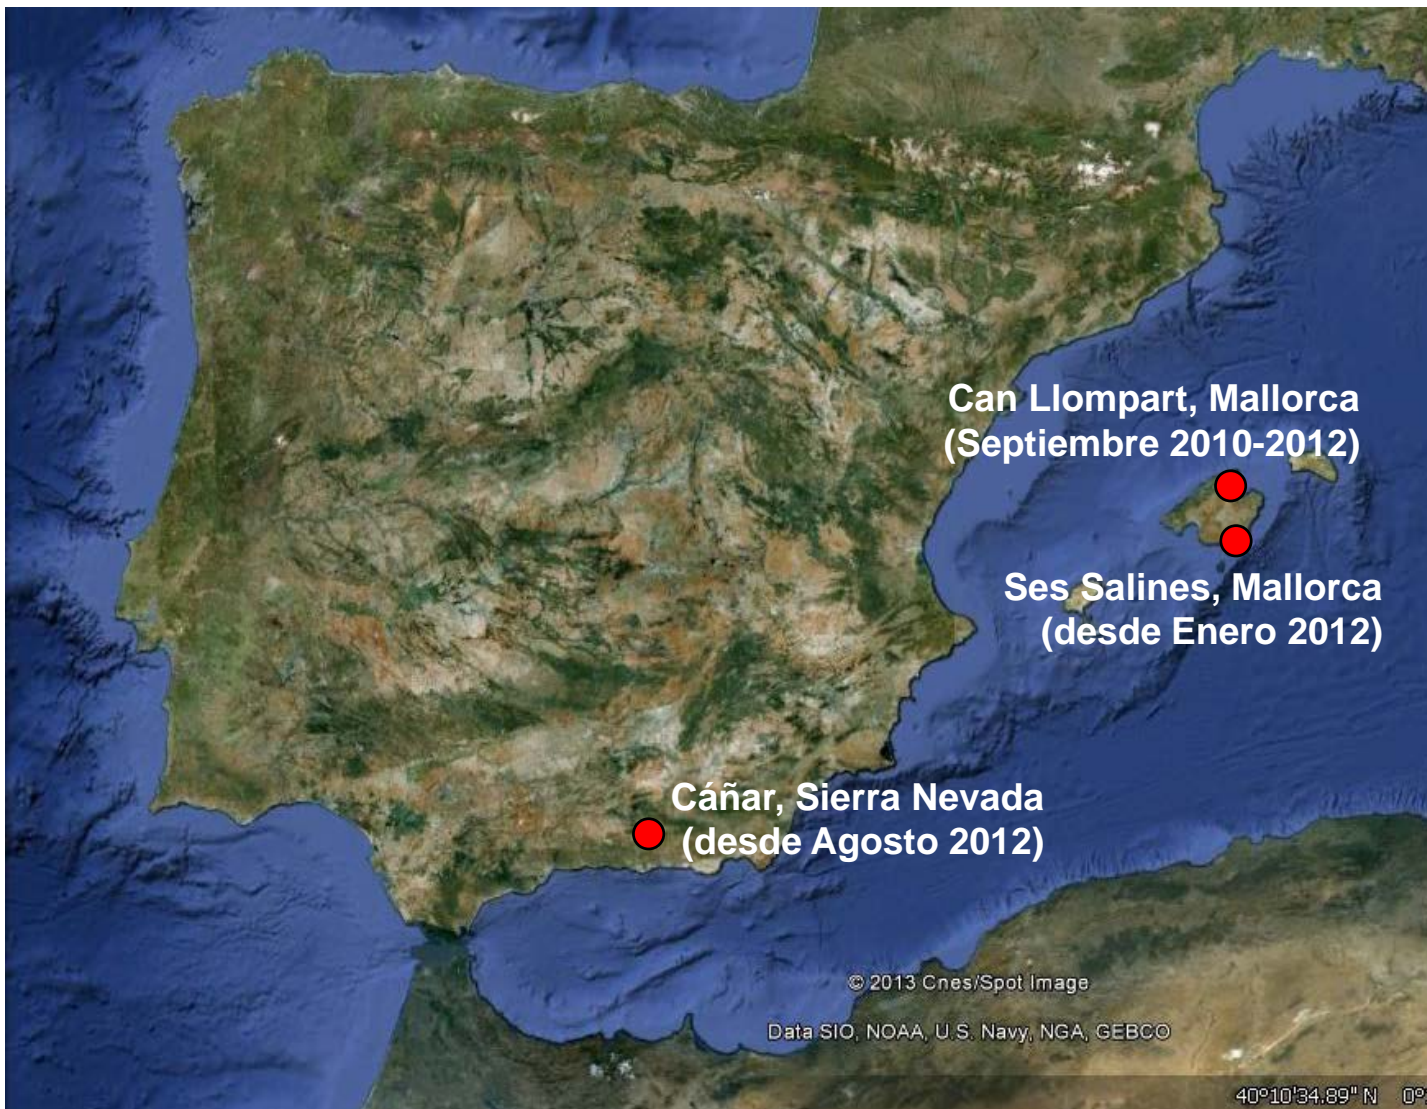 Can Llompart, Mallorca
(Septiembre 2010-2012)
Ses Salines, Mallorca
(desde Enero 2012)
Cáñar, Sierra Nevada
(desde Agosto 2012)
© 2013 Cnes/Spot Image
Data SIO, NOAA, U.S. Navy, NGA, GEBCO
40°10'34.89" N 0°